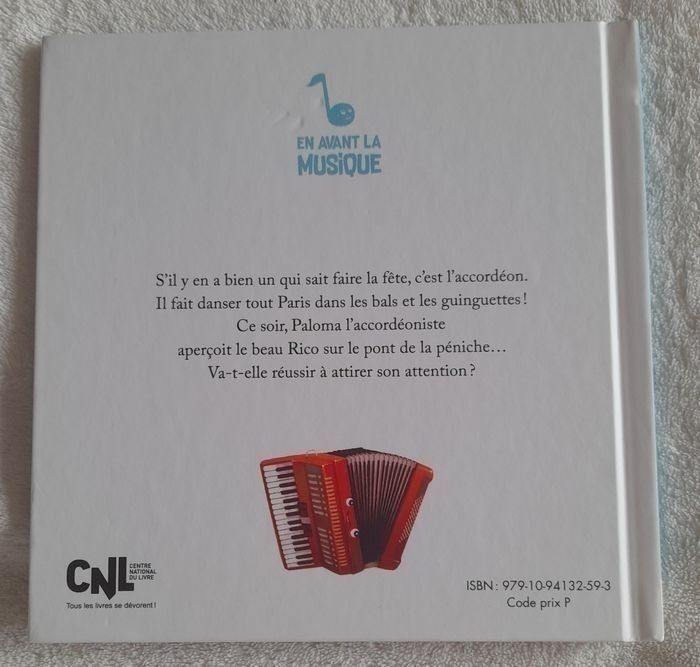 EN AVANT LA
MUSiQUE
S'il y en a bien un qui sait faire la fête, c'est l'accordéon.
Il fait danser tout Paris dans les bals et les guinguettes !
Ce soir, Paloma l'accordéoniste
aperçoit le beau Rico sur le pont de la péniche…
Va-t-elle réussir à attirer son attention ?
CNL CENTRE
NATIONAL
DU LIVRE
Tous les livres se dévorent !
ISBN : 979-10-94132-59-3
Code prix P